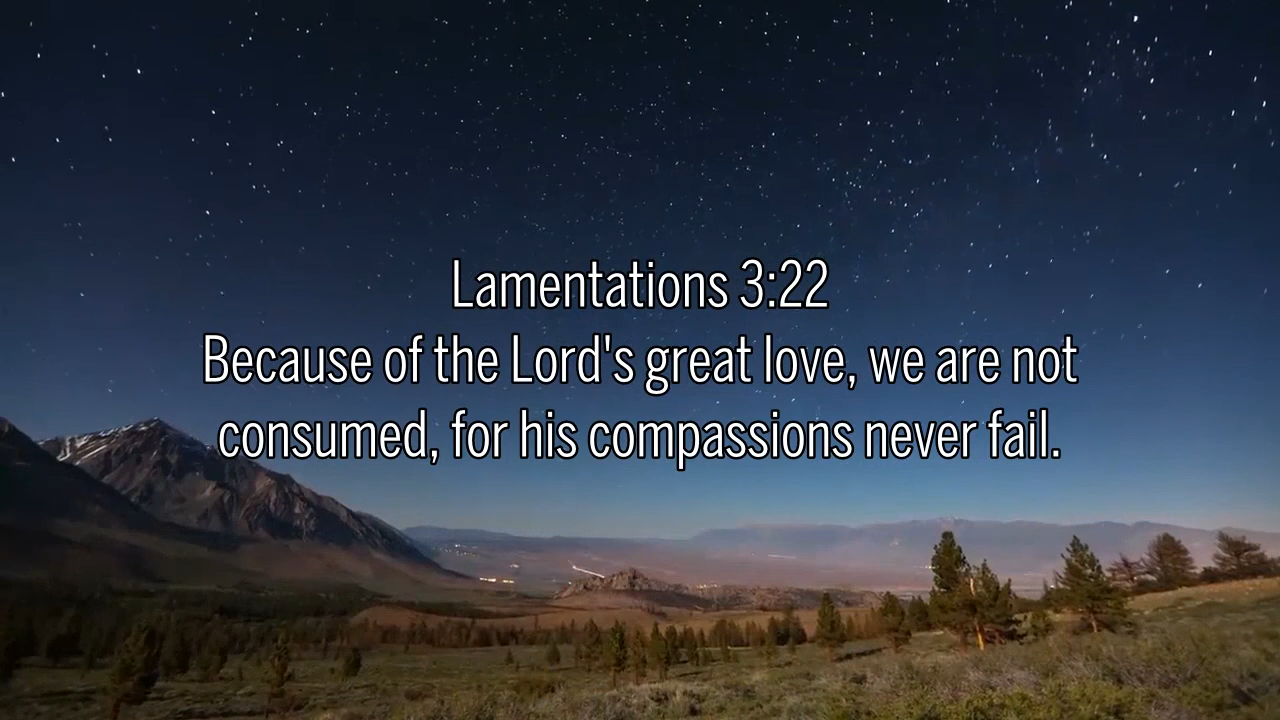 Lamentations 3:22
Because of the Lord's great love, we are not
consumed, for his compassions never fail.